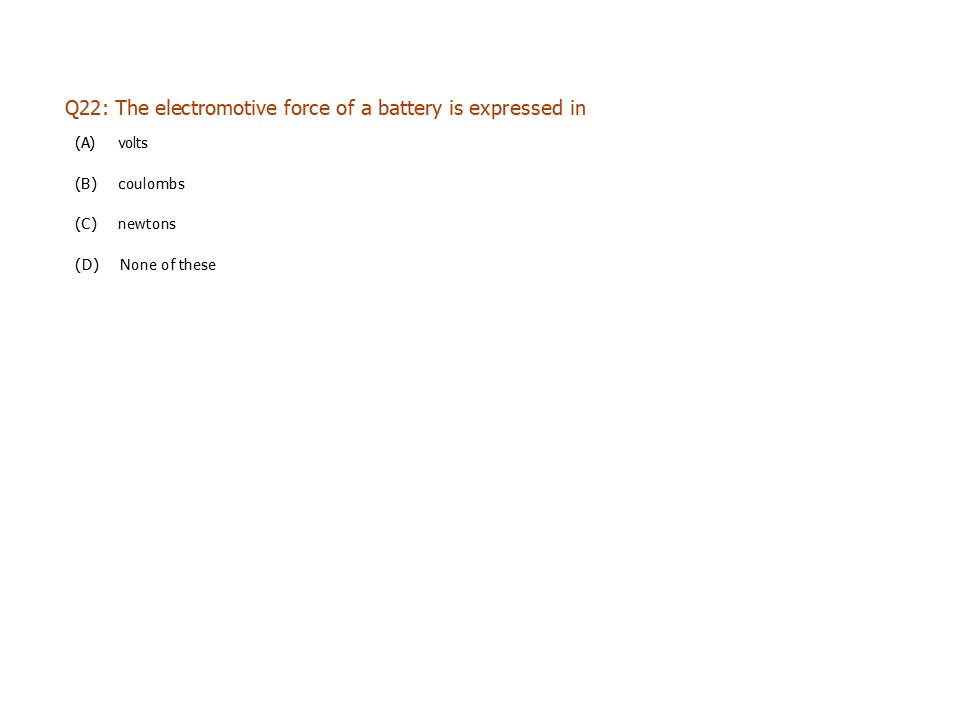 Q22: The electromotive force of a battery is expressed in
(A) volts
(B) coulombs
(C) newtons
(D) None of these